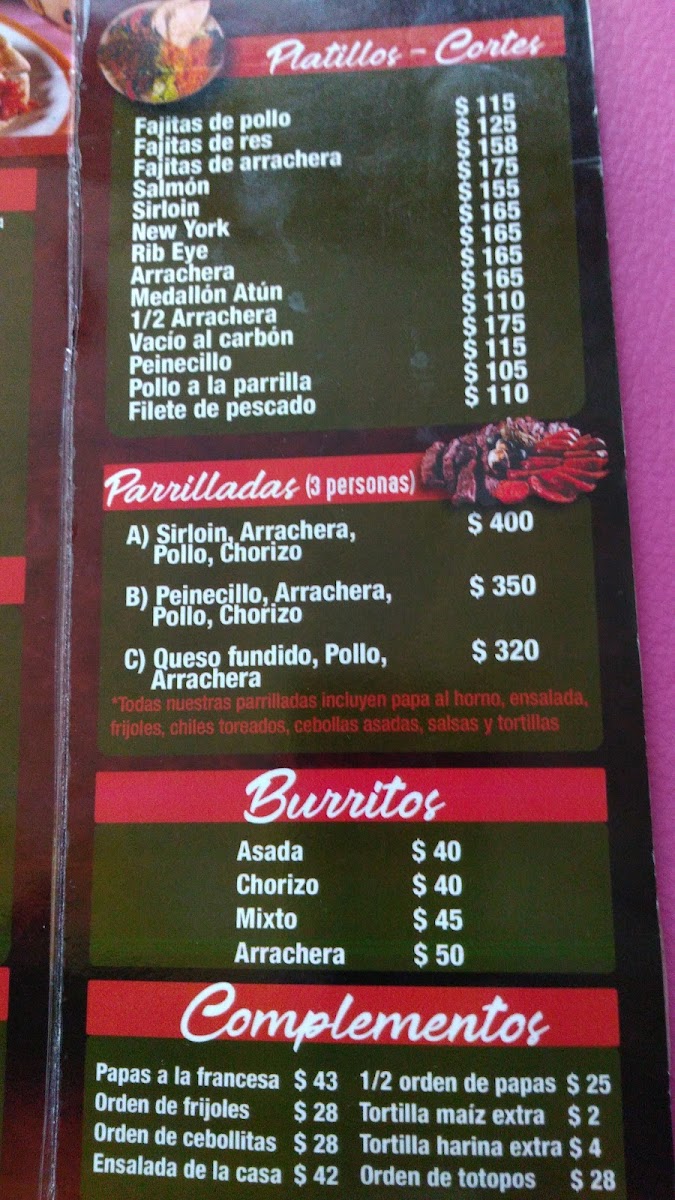 Platillos - Cortes
Fajitas de pollo $ 115
Fajitas de res $ 125
Fajitas de arrachera $ 158
Salmón $ 175
Sirloin $ 155
New York $ 165
Rib Eye $ 165
Arrachera $ 165
Medallón Atún $ 165
1/2 Arrachera $ 110
Vacío al carbón $ 175
Peinecillo $ 115
Pollo a la parrilla $ 105
Filete de pescado $ 110
Parrilladas (3 personas)
A) Sirloin, Arrachera, $ 400
Pollo, Chorizo
B) Peinecillo, Arrachera, $ 350
Pollo, Chorizo
C) Queso fundido, Pollo, $ 320
Arrachera
*Todas nuestras parrilladas incluyen papa al horno, ensalada,
frijoles, chiles toreados, cebollas asadas, salsas y tortillas
Burritos
Asada $ 40
Chorizo $ 40
Mixto $ 45
Arrachera $ 50
Complementos
Papas a la francesa $ 43 1/2 orden de papas $ 25
Orden de frijoles $ 28 Tortilla maíz extra $ 2
Orden de cebollitas $ 28 Tortilla harina extra $ 4
Ensalada de la casa $ 42 Orden de totopos $ 28